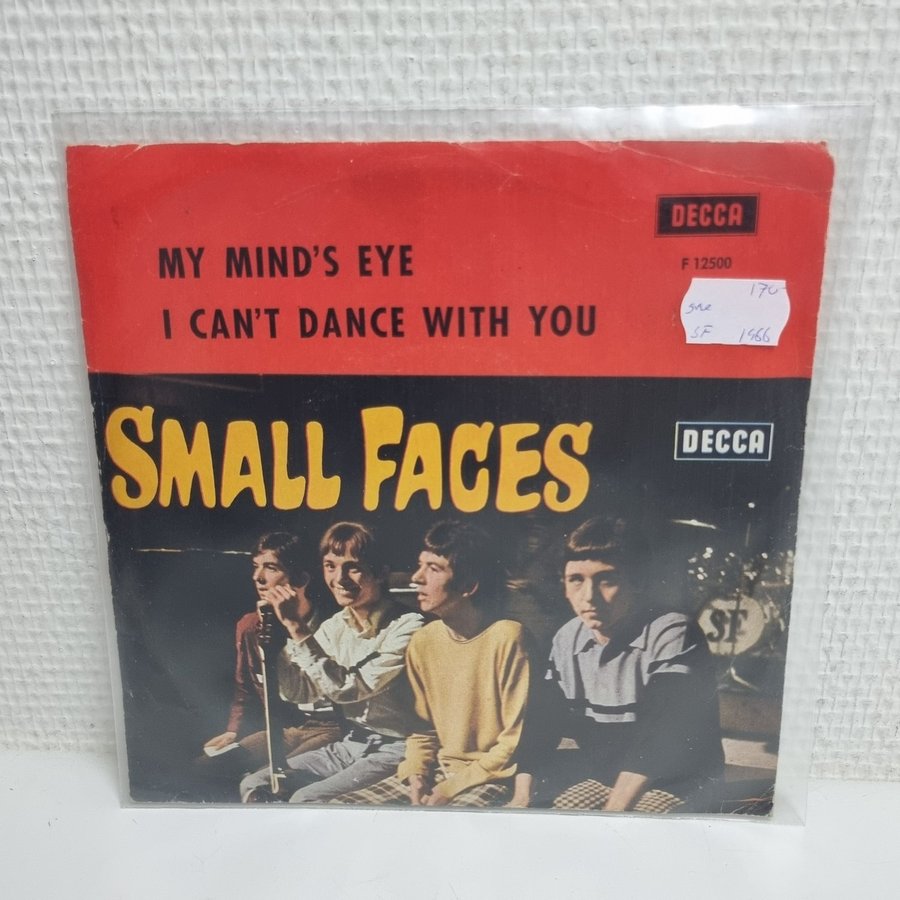 DECCA
MY MIND'S EYE
F 12500
I CAN'T DANCE WITH YOU
170-
SF 1966
SMALL FACES
DECCA
SF